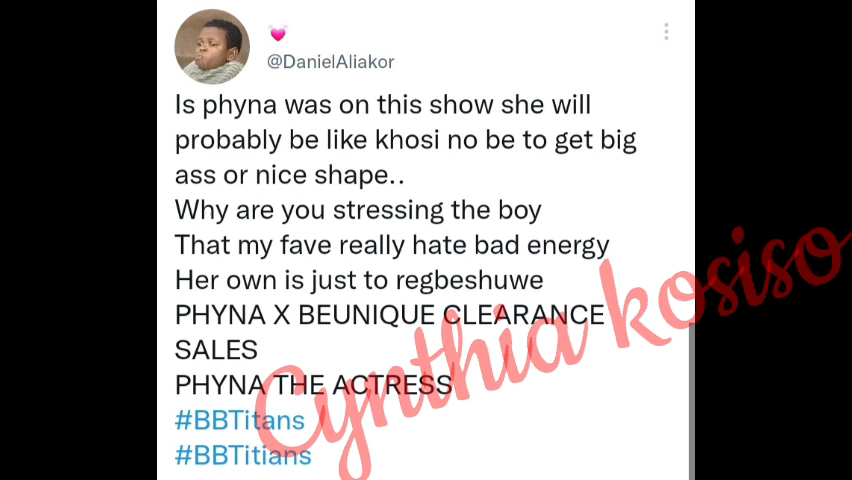 @DanielAliakor
Is phyna was on this show she will
probably be like khosi no be to get big
ass or nice shape..
Why are you stressing the boy
That my fave really hate bad energy
Her own is just to regbeshuwe
PHYNA X BEUNIQUE CLEARANCE
SALES
PHYNA THE ACTRESS
#BBTitans
#BBTitians
Cynthia kosiso